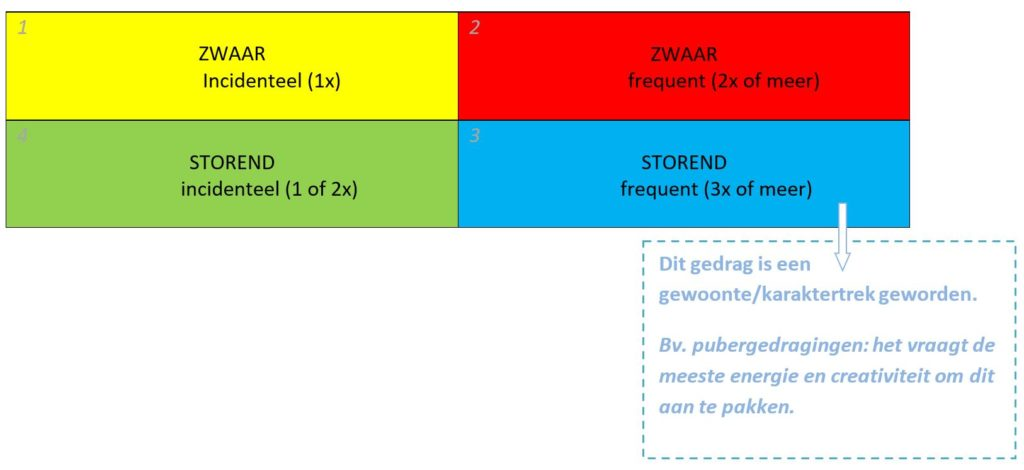 1
ZWAAR
Incidenteel (1x)
2
ZWAAR
frequent (2x of meer)
4
STOREND
incidenteel (1 of 2x)
3
STOREND
frequent (3x of meer)
Dit gedrag is een
gewoonte/karaktertrek geworden.
Bv. pubergedragingen: het vraagt de
meeste energie en creativiteit om dit
aan te pakken.